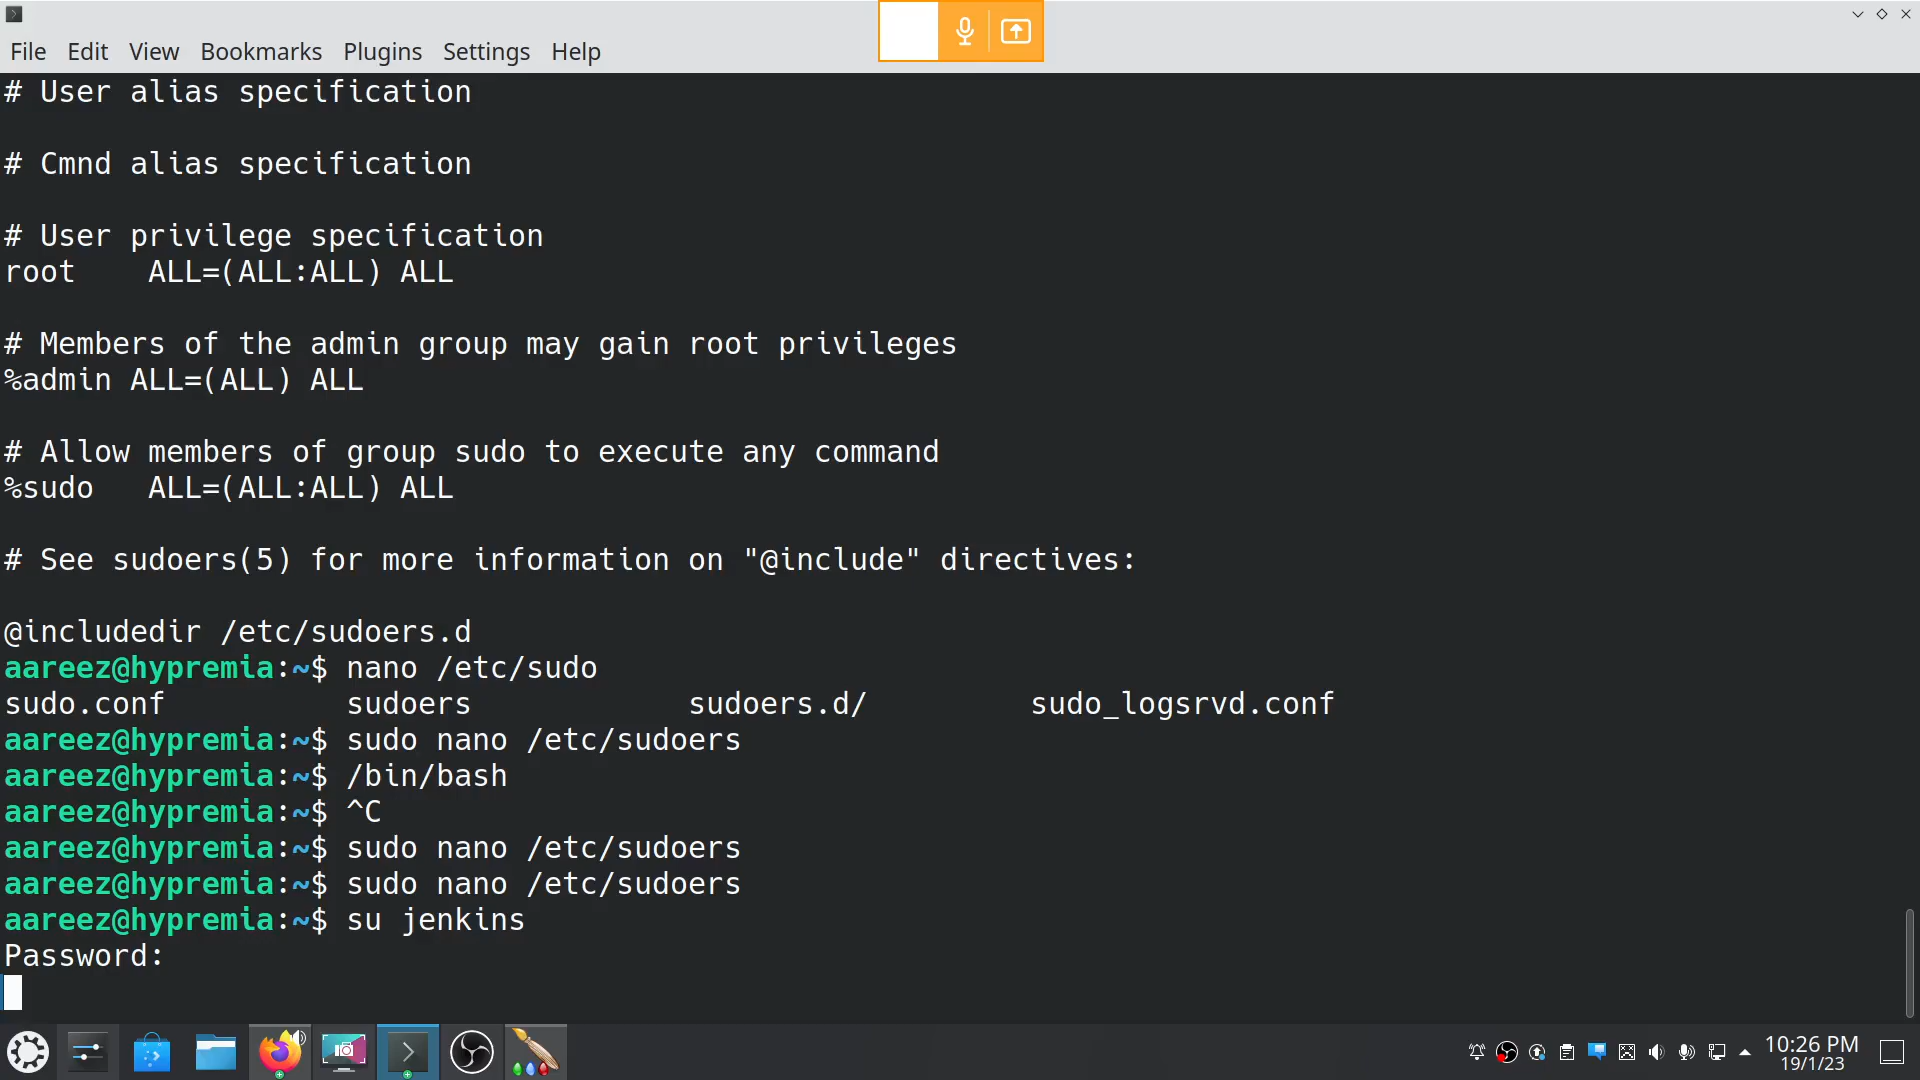 File Edit View Bookmarks Plugins Settings Help
# User alias specification
# Cmnd alias specification
# User privilege specification
root    ALL=(ALL:ALL) ALL
# Members of the admin group may gain root privileges
%admin ALL=(ALL) ALL
# Allow members of group sudo to execute any command
%sudo   ALL=(ALL:ALL) ALL
# See sudoers(5) for more information on "@include" directives:
@includedir /etc/sudoers.d
aareez@hypremia:~$ nano /etc/sudo
sudo.conf          sudoers            sudoers.d/         sudo_logsrvd.conf
aareez@hypremia:~$ sudo nano /etc/sudoers
aareez@hypremia:~$ /bin/bash
aareez@hypremia:~$ ^C
aareez@hypremia:~$ sudo nano /etc/sudoers
aareez@hypremia:~$ sudo nano /etc/sudoers
aareez@hypremia:~$ su jenkins
Password:
10:26 PM
19/1/23